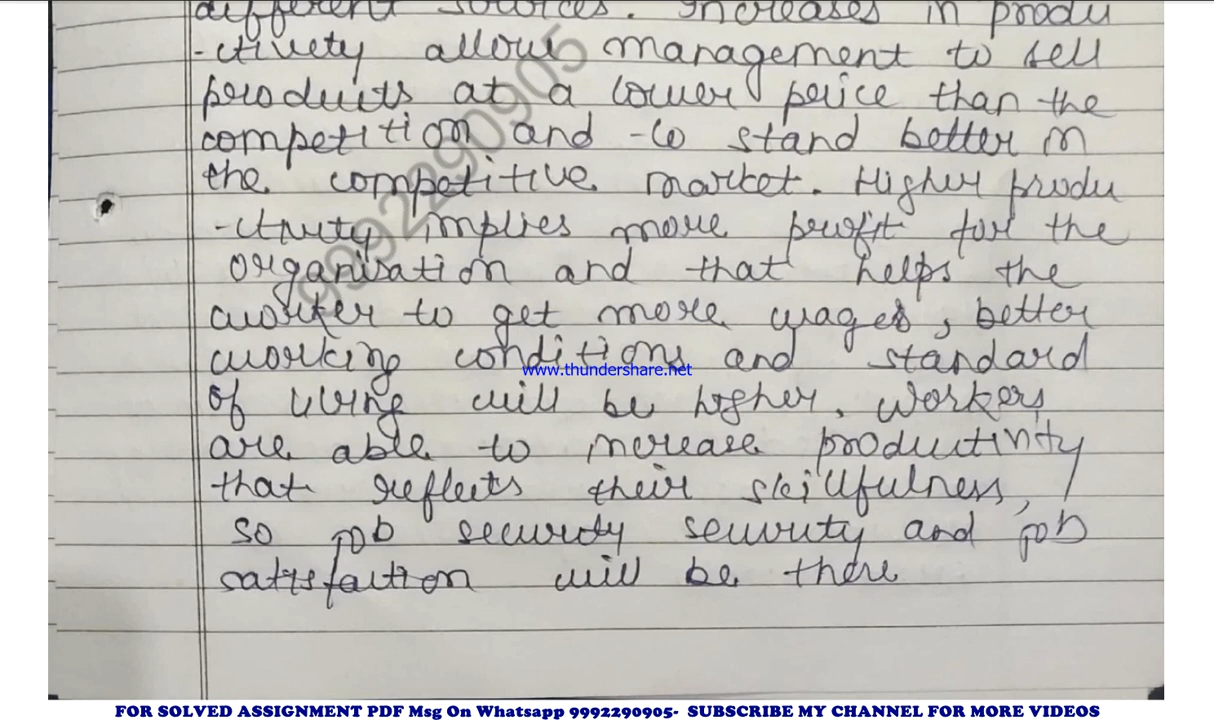 different sources. Increases in produ
-ctivety allow management to sell
products at a lower price than the
competition and to stand better in
the competitive market. Higher produ
-ctivety implies more profit for the
organisation and that helps the
worker to get more wages, better
working conditions and standard
www.thundershare.net
of living will be higher. Workers
are able to increase productivity
that reflects their skillfulness,
so job security security and job
satisfaction will be there
9992290905
FOR SOLVED ASSIGNMENT PDF Msg On Whatsapp 9992290905- SUBSCRIBE MY CHANNEL FOR MORE VIDEOS